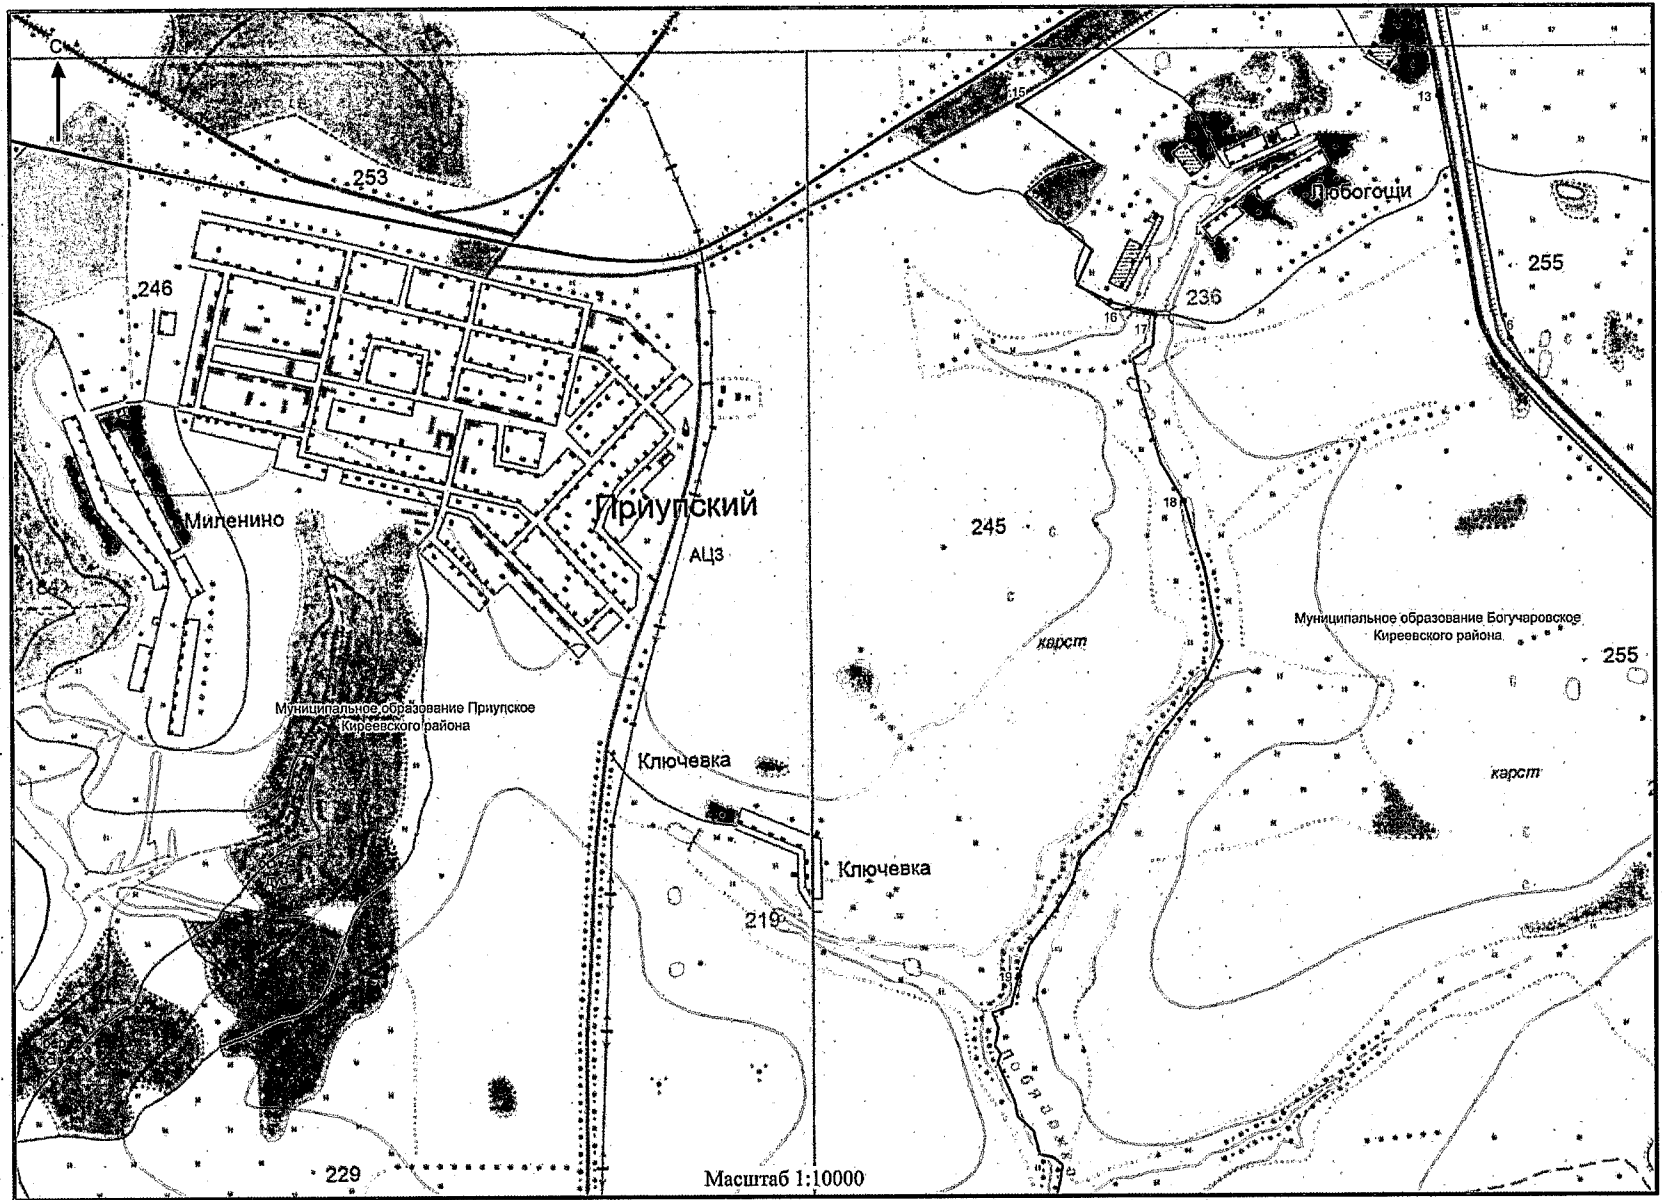 С
15
13
253
Любогощи
246
255
236
16
17
6
18
Приупский
Миленино
245
АЦЗ
Муниципальное образование Богучаровское
Киреевского района
карст
255
Муниципальное образование Приупское
Киреевского района
Ключевка
карст
Ключевка
219
19
229
Масштаб 1:10000